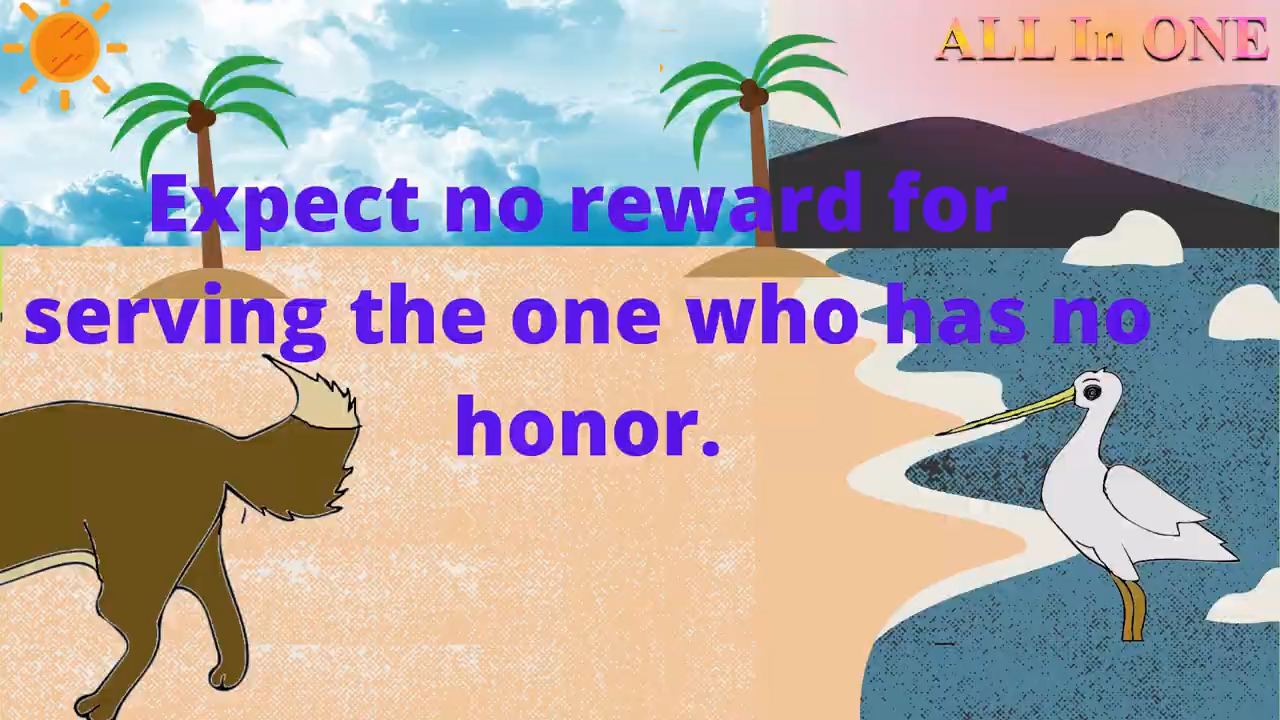 ALL In ONE
Expect no reward for
serving the one who has no
honor.